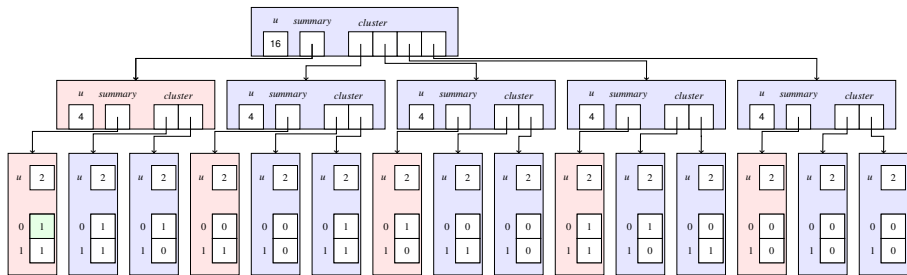 u summary cluster
16
u summary cluster u summary cluster u summary cluster u summary cluster u summary cluster
4 4 4 4 4
u 2 2 2 u 2 2 2 u 2 2 2 u 2 2 2 u 2 2 2
0 1 0 1 0 1 0 0 0 0 0 1 0 1 0 0 0 0 0 1 0 0 0 1 0 0 0 0 0 0
1 1 1 1 1 0 1 1 1 0 1 1 1 0 1 1 1 0 1 1 1 1 1 0 1 0 1 0 1 0